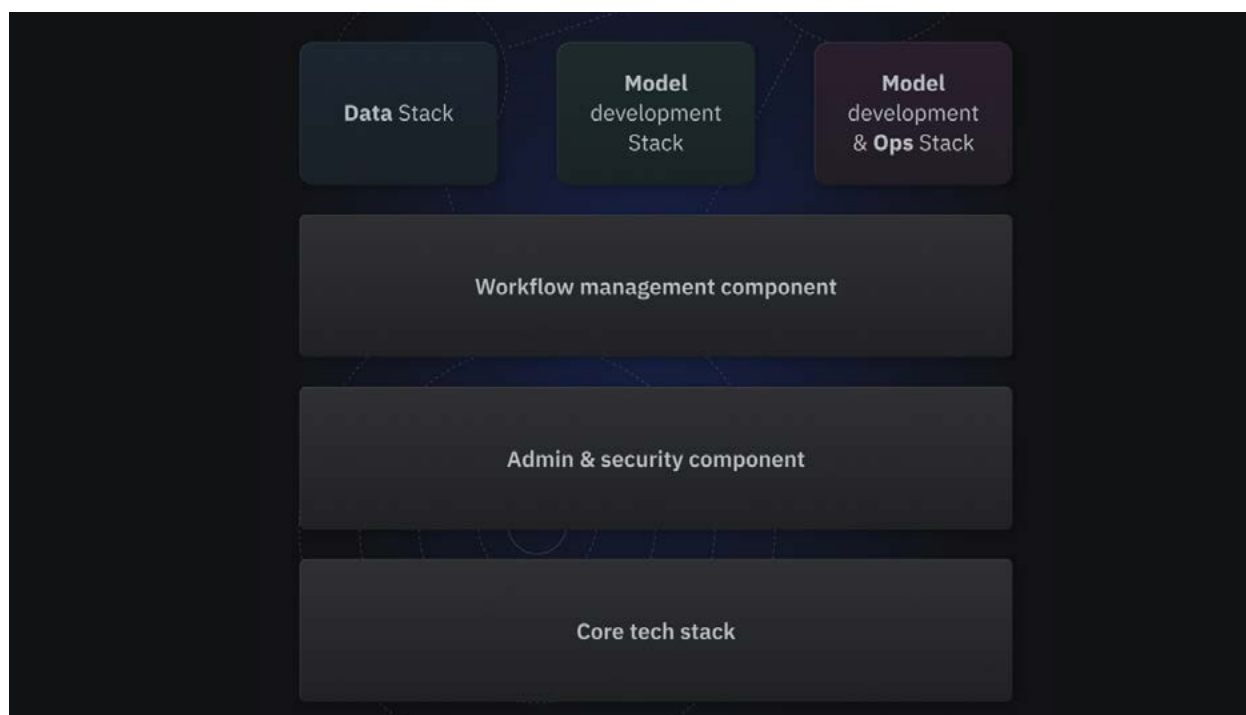 Data Stack
Model
development
Stack
Model
development
& Ops Stack
Workflow management component
Admin & security component
Core tech stack